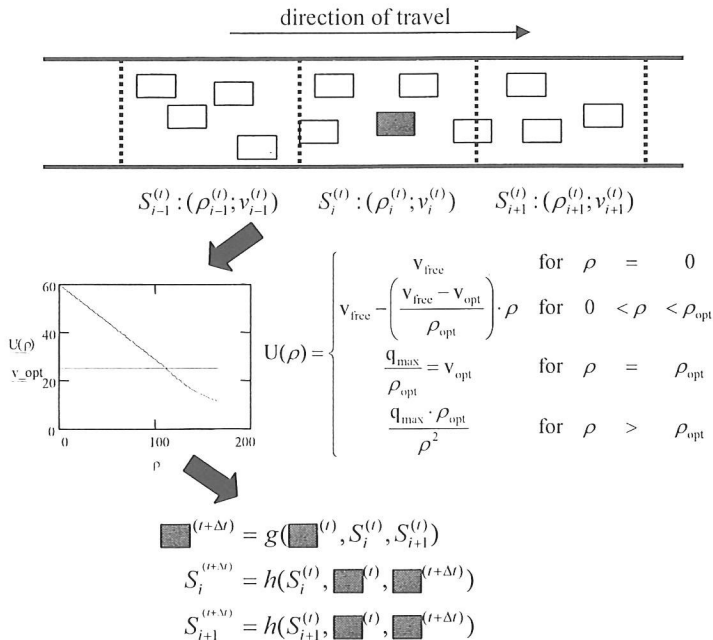 direction of travel
S_{i-1}^{(t)} : (ρ_{i-1}^{(t)}; v_{i-1}^{(t)}) S_i^{(t)} : (ρ_i^{(t)}; v_i^{(t)}) S_{i+1}^{(t)} : (ρ_{i+1}^{(t)}; v_{i+1}^{(t)})
60
40
20
0
U(ρ)
v_opt
0 100 200
ρ
U(ρ) =
v_free for ρ = 0
v_free − ((v_free − v_opt) / ρ_opt) · ρ for 0 < ρ < ρ_opt
q_max / ρ_opt = v_opt for ρ = ρ_opt
(q_max · ρ_opt) / ρ^2 for ρ > ρ_opt
■^{(t+Δt)} = g(■^{(t)}, S_i^{(t)}, S_{i+1}^{(t)})
S_i^{(t+Δt)} = h(S_i^{(t)}, ■^{(t)}, ■^{(t+Δt)})
S_{i+1}^{(t+Δt)} = h(S_{i+1}^{(t)}, ■^{(t)}, ■^{(t+Δt)})